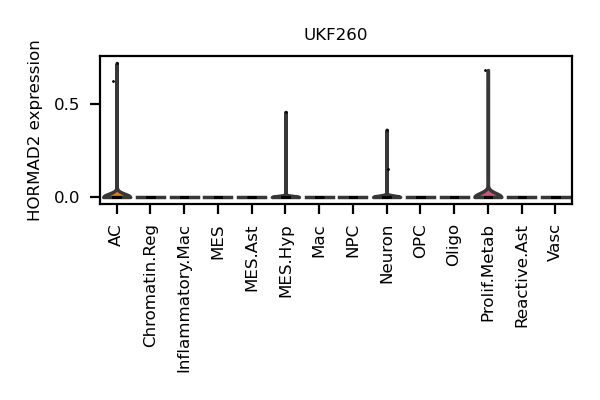 UKF260
HORMAD2 expression
0.5
0.0
AC
Chromatin.Reg
Inflammatory.Mac
MES
MES.Ast
MES.Hyp
Mac
NPC
Neuron
OPC
Oligo
Prolif.Metab
Reactive.Ast
Vasc